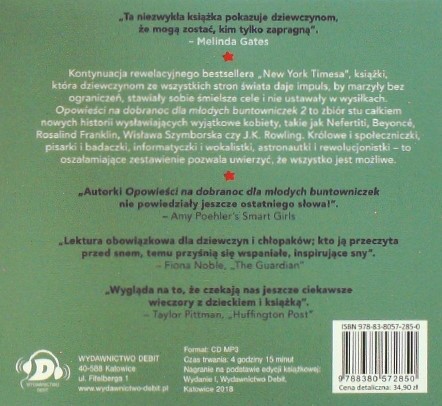 „Ta niezwykła książka pokazuje dziewczynom,
że mogą zostać, kim tylko zapragną”.
– Melinda Gates
Kontynuacja rewelacyjnego bestsellera „New York Timesa”, książki,
która dziewczynom ze wszystkich stron świata daje impuls, by marzyły bez
ograniczeń, stawiały sobie śmielsze cele i nie ustawały w wysiłkach.
Opowieści na dobranoc dla młodych buntowniczek 2 to zbiór stu całkiem
nowych historii wysławiających wyjątkowe kobiety, takie jak Nefertiti, Beyoncé,
Rosalind Franklin, Wisława Szymborska czy J.K. Rowling. Królowe i społeczniczki,
pisarki i badaczki, informatyczki i wokalistki, astronautki i rewolucjonistki – to
oszałamiające zestawienie pozwala uwierzyć, że wszystko jest możliwe.
„Autorki Opowieści na dobranoc dla młodych buntowniczek
nie powiedziały jeszcze ostatniego słowa!”.
– Amy Poehler's Smart Girls
„Lektura obowiązkowa dla dziewczyn i chłopaków; kto ją przeczyta
przed snem, temu przyśnią się wspaniałe, inspirujące sny”.
– Fiona Noble, „The Guardian”
„Wygląda na to, że czekają nas jeszcze ciekawsze
wieczory z dzieckiem i książką”.
– Taylor Pittman, „Huffington Post”
D
WYDAWNICTWO
DEBIT
WYDAWNICTWO DEBIT
40-588 Katowice
ul. Fitelberga 1
www.wydawnictwo-debit.pl
Format: CD MP3
Czas trwania: 4 godziny 15 minut
Nagranie na podstawie edycji książkowej:
Wydanie I, Wydawnictwo Debit,
Katowice 2018
ISBN 978-83-8057-285-0
cena detaliczna: 34,90 zł
9 788380 572850